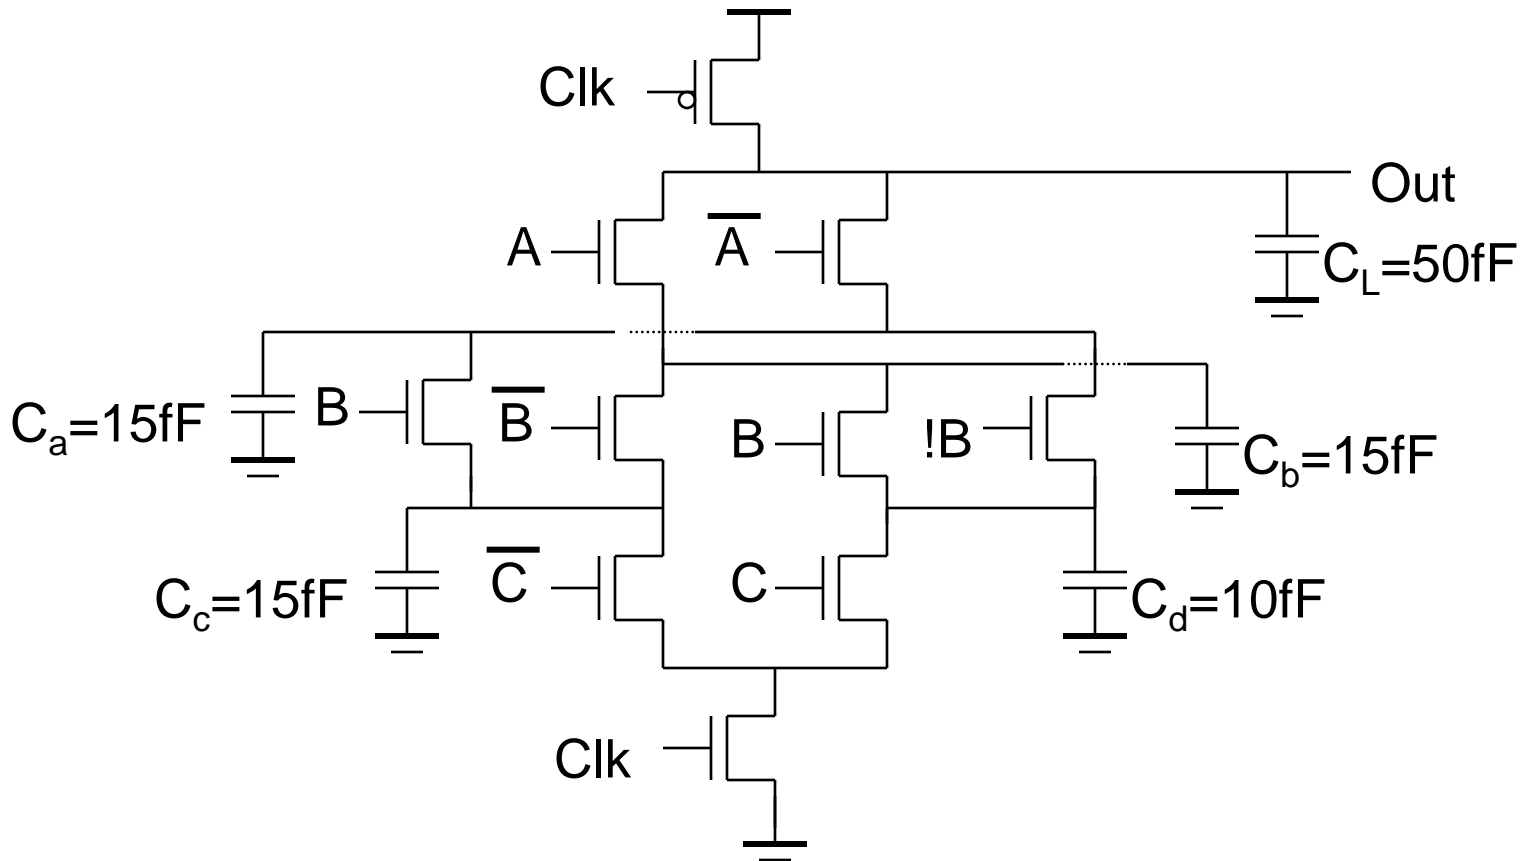 Clk
Out
A
A̅
C_L=50fF
C_a=15fF
B
B̅
B
!B
C_b=15fF
C_c=15fF
C̅
C
C_d=10fF
Clk